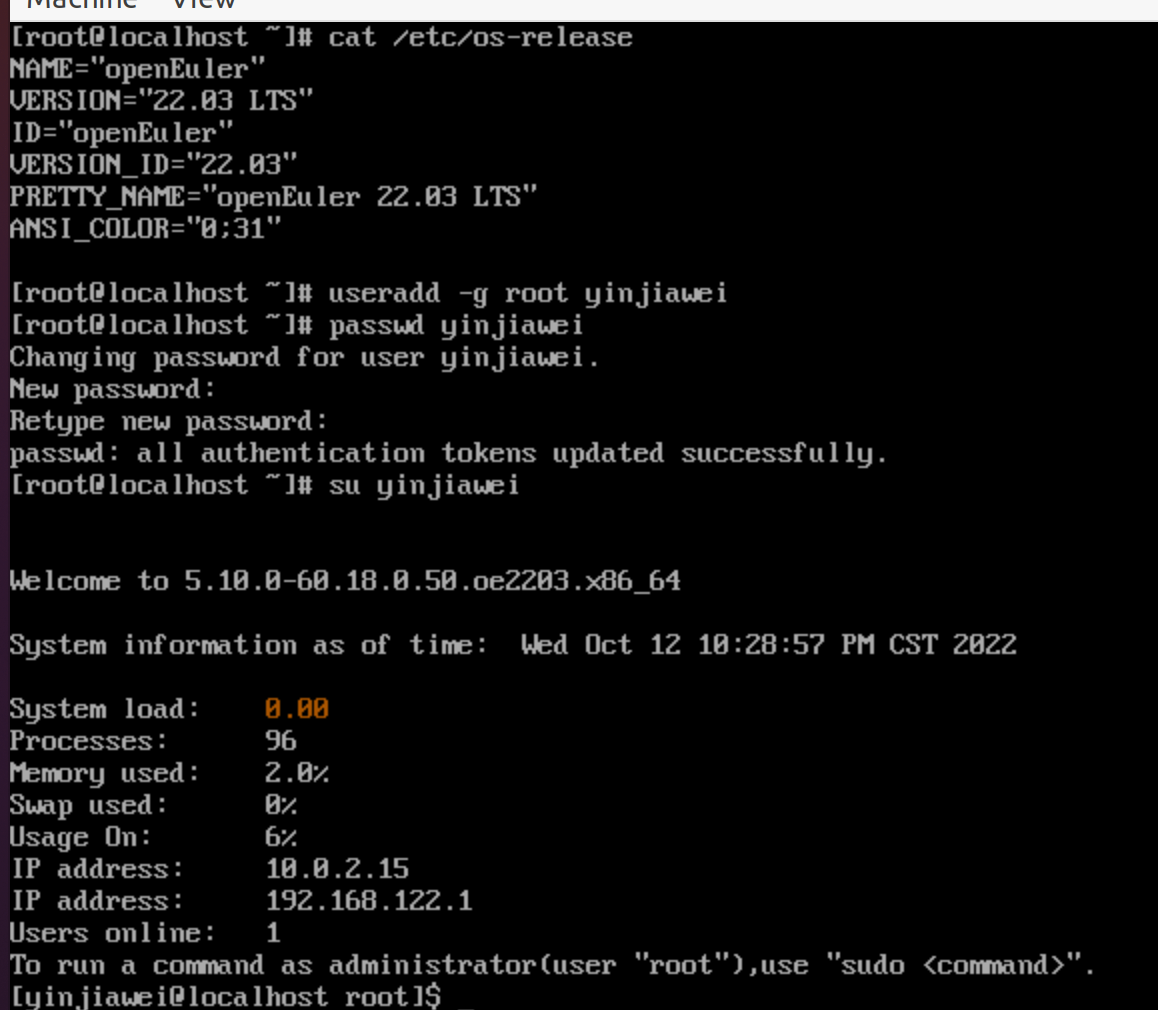 Machine View
[root@localhost ~]# cat /etc/os-release
NAME="openEuler"
VERSION="22.03 LTS"
ID="openEuler"
VERSION_ID="22.03"
PRETTY_NAME="openEuler 22.03 LTS"
ANSI_COLOR="0;31"
[root@localhost ~]# useradd -g root yinjiawei
[root@localhost ~]# passwd yinjiawei
Changing password for user yinjiawei.
New password:
Retype new password:
passwd: all authentication tokens updated successfully.
[root@localhost ~]# su yinjiawei
Welcome to 5.10.0-60.18.0.50.oe2203.x86_64
System information as of time:  Wed Oct 12 10:28:57 PM CST 2022
System load:    0.00
Processes:      96
Memory used:    2.0%
Swap used:      0%
Usage On:       6%
IP address:     10.0.2.15
IP address:     192.168.122.1
Users online:   1
To run a command as administrator(user "root"),use "sudo <command>".
[yinjiawei@localhost root]$ _